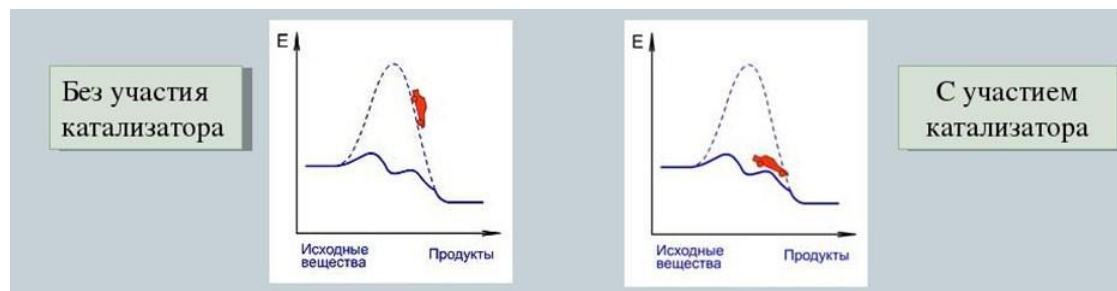 Без участия
катализатора
E
Исходные
вещества
Продукты
E
Исходные
вещества
Продукты
С участием
катализатора